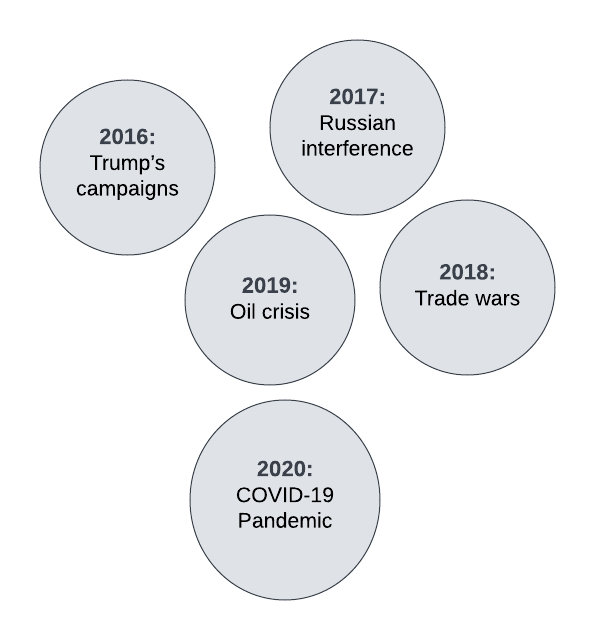 2016:
Trump’s
campaigns
2017:
Russian
interference
2018:
Trade wars
2019:
Oil crisis
2020:
COVID-19
Pandemic